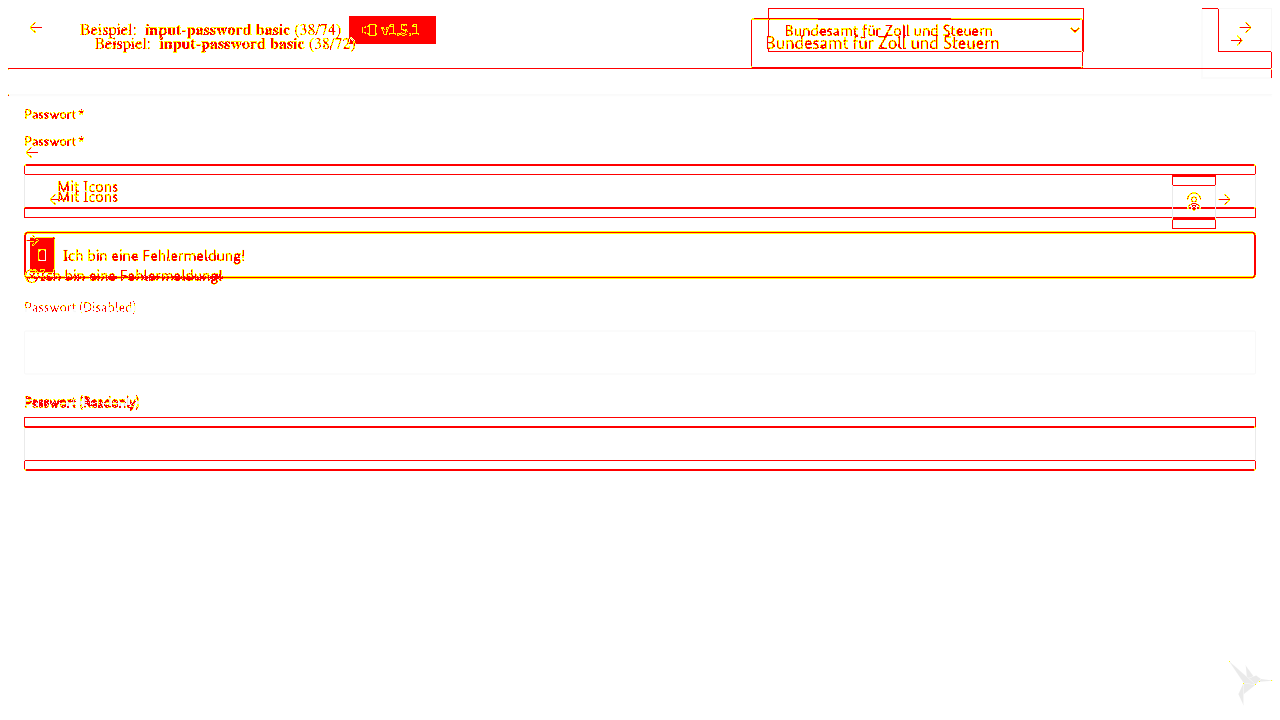 Beispiel: input-password basic (38/74) v1.5.1
Beispiel: input-password basic (38/72)
Bundesamt für Zoll und Steuern
Bundesamt für Zoll und Steuern
Passwort *
Passwort *
Mit Icons
Mit Icons
Ich bin eine Fehlermeldung!
Ich bin eine Fehlermeldung!
Passwort (Disabled)
Passwort (Readonly)
Passwort (Readonly)